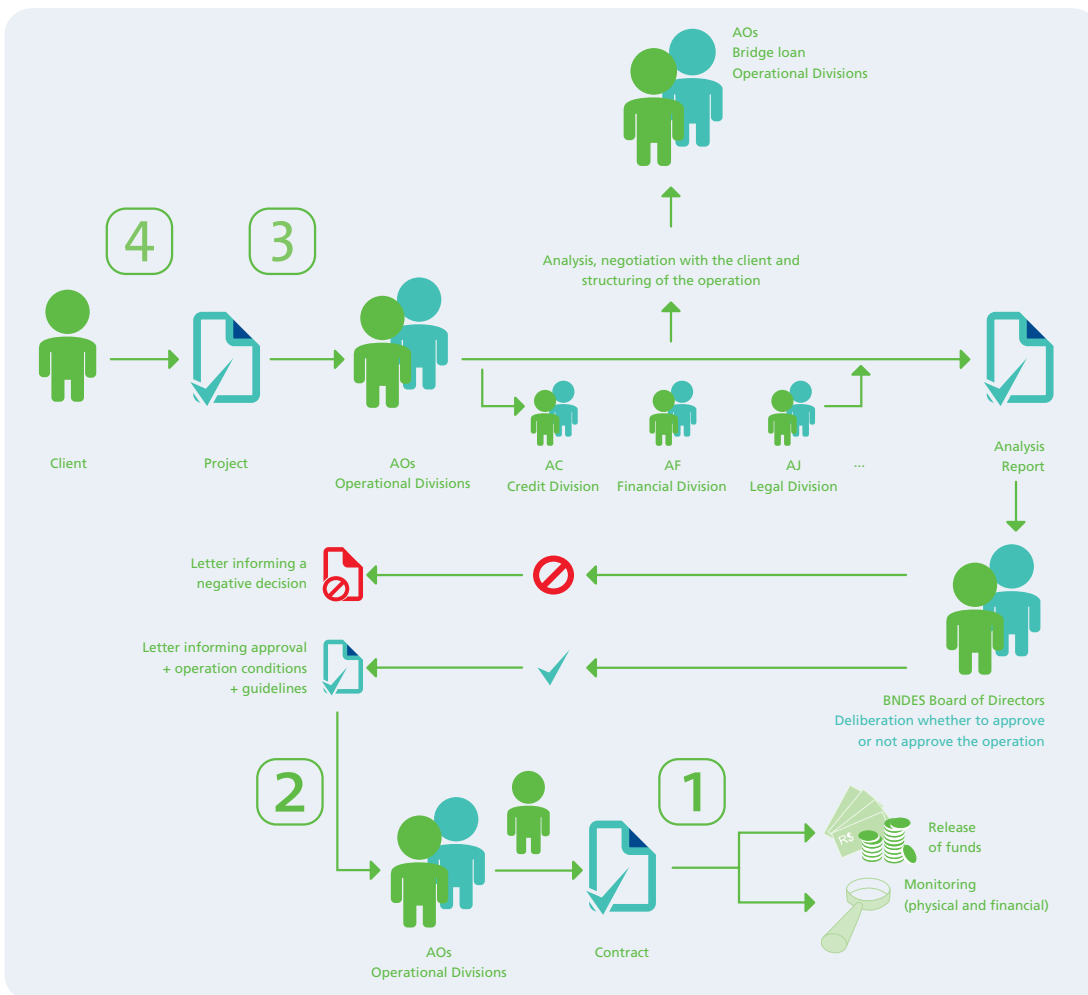 AOs
Bridge loan
Operational Divisions
4
3
Analysis, negotiation with the client and
structuring of the operation
Client
Project
AOs
Operational Divisions
AC
Credit Division
AF
Financial Division
AJ
Legal Division
...
Analysis
Report
Letter informing a
negative decision
Letter informing approval
+ operation conditions
+ guidelines
BNDES Board of Directors
Deliberation whether to approve
or not approve the operation
2
1
R$
Release
of funds
Monitoring
(physical and financial)
AOs
Operational Divisions
Contract